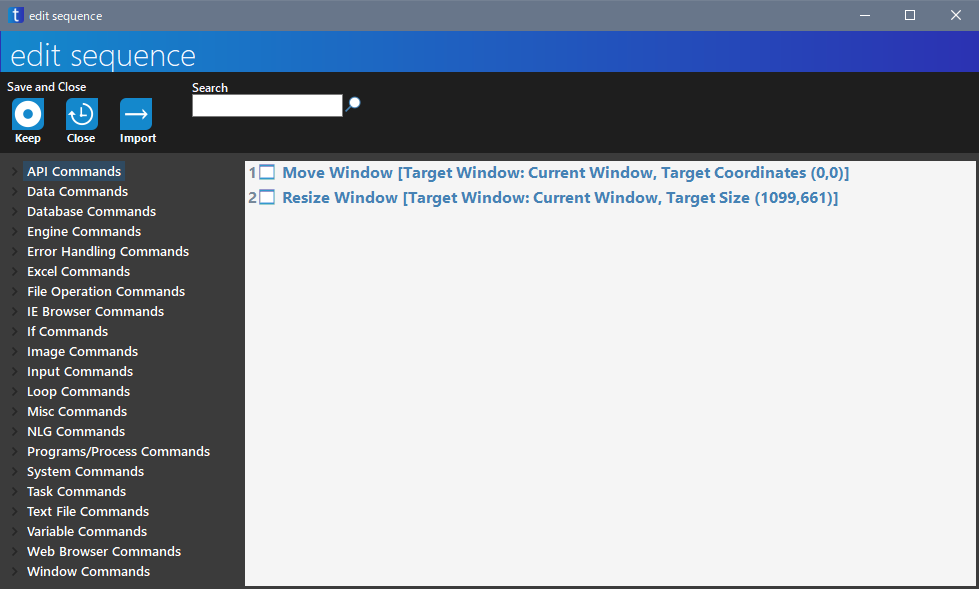 edit sequence
edit sequence
Save and Close
Keep
Close
Import
Search
API Commands
Data Commands
Database Commands
Engine Commands
Error Handling Commands
Excel Commands
File Operation Commands
IE Browser Commands
If Commands
Image Commands
Input Commands
Loop Commands
Misc Commands
NLG Commands
Programs/Process Commands
System Commands
Task Commands
Text File Commands
Variable Commands
Web Browser Commands
Window Commands
1 Move Window [Target Window: Current Window, Target Coordinates (0,0)]
2 Resize Window [Target Window: Current Window, Target Size (1099,661)]